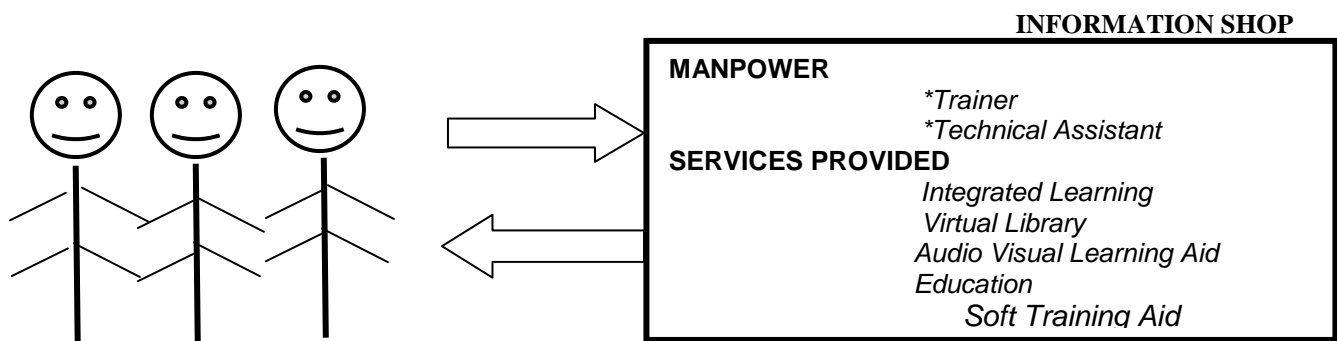 INFORMATION SHOP
MANPOWER
*Trainer
*Technical Assistant
SERVICES PROVIDED
Integrated Learning
Virtual Library
Audio Visual Learning Aid
Education
Soft Training Aid